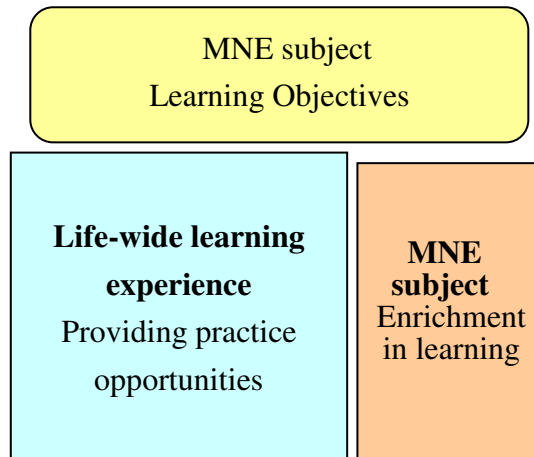 MNE subject
Learning Objectives
Life-wide learning
experience
Providing practice
opportunities
MNE
subject
Enrichment
in learning